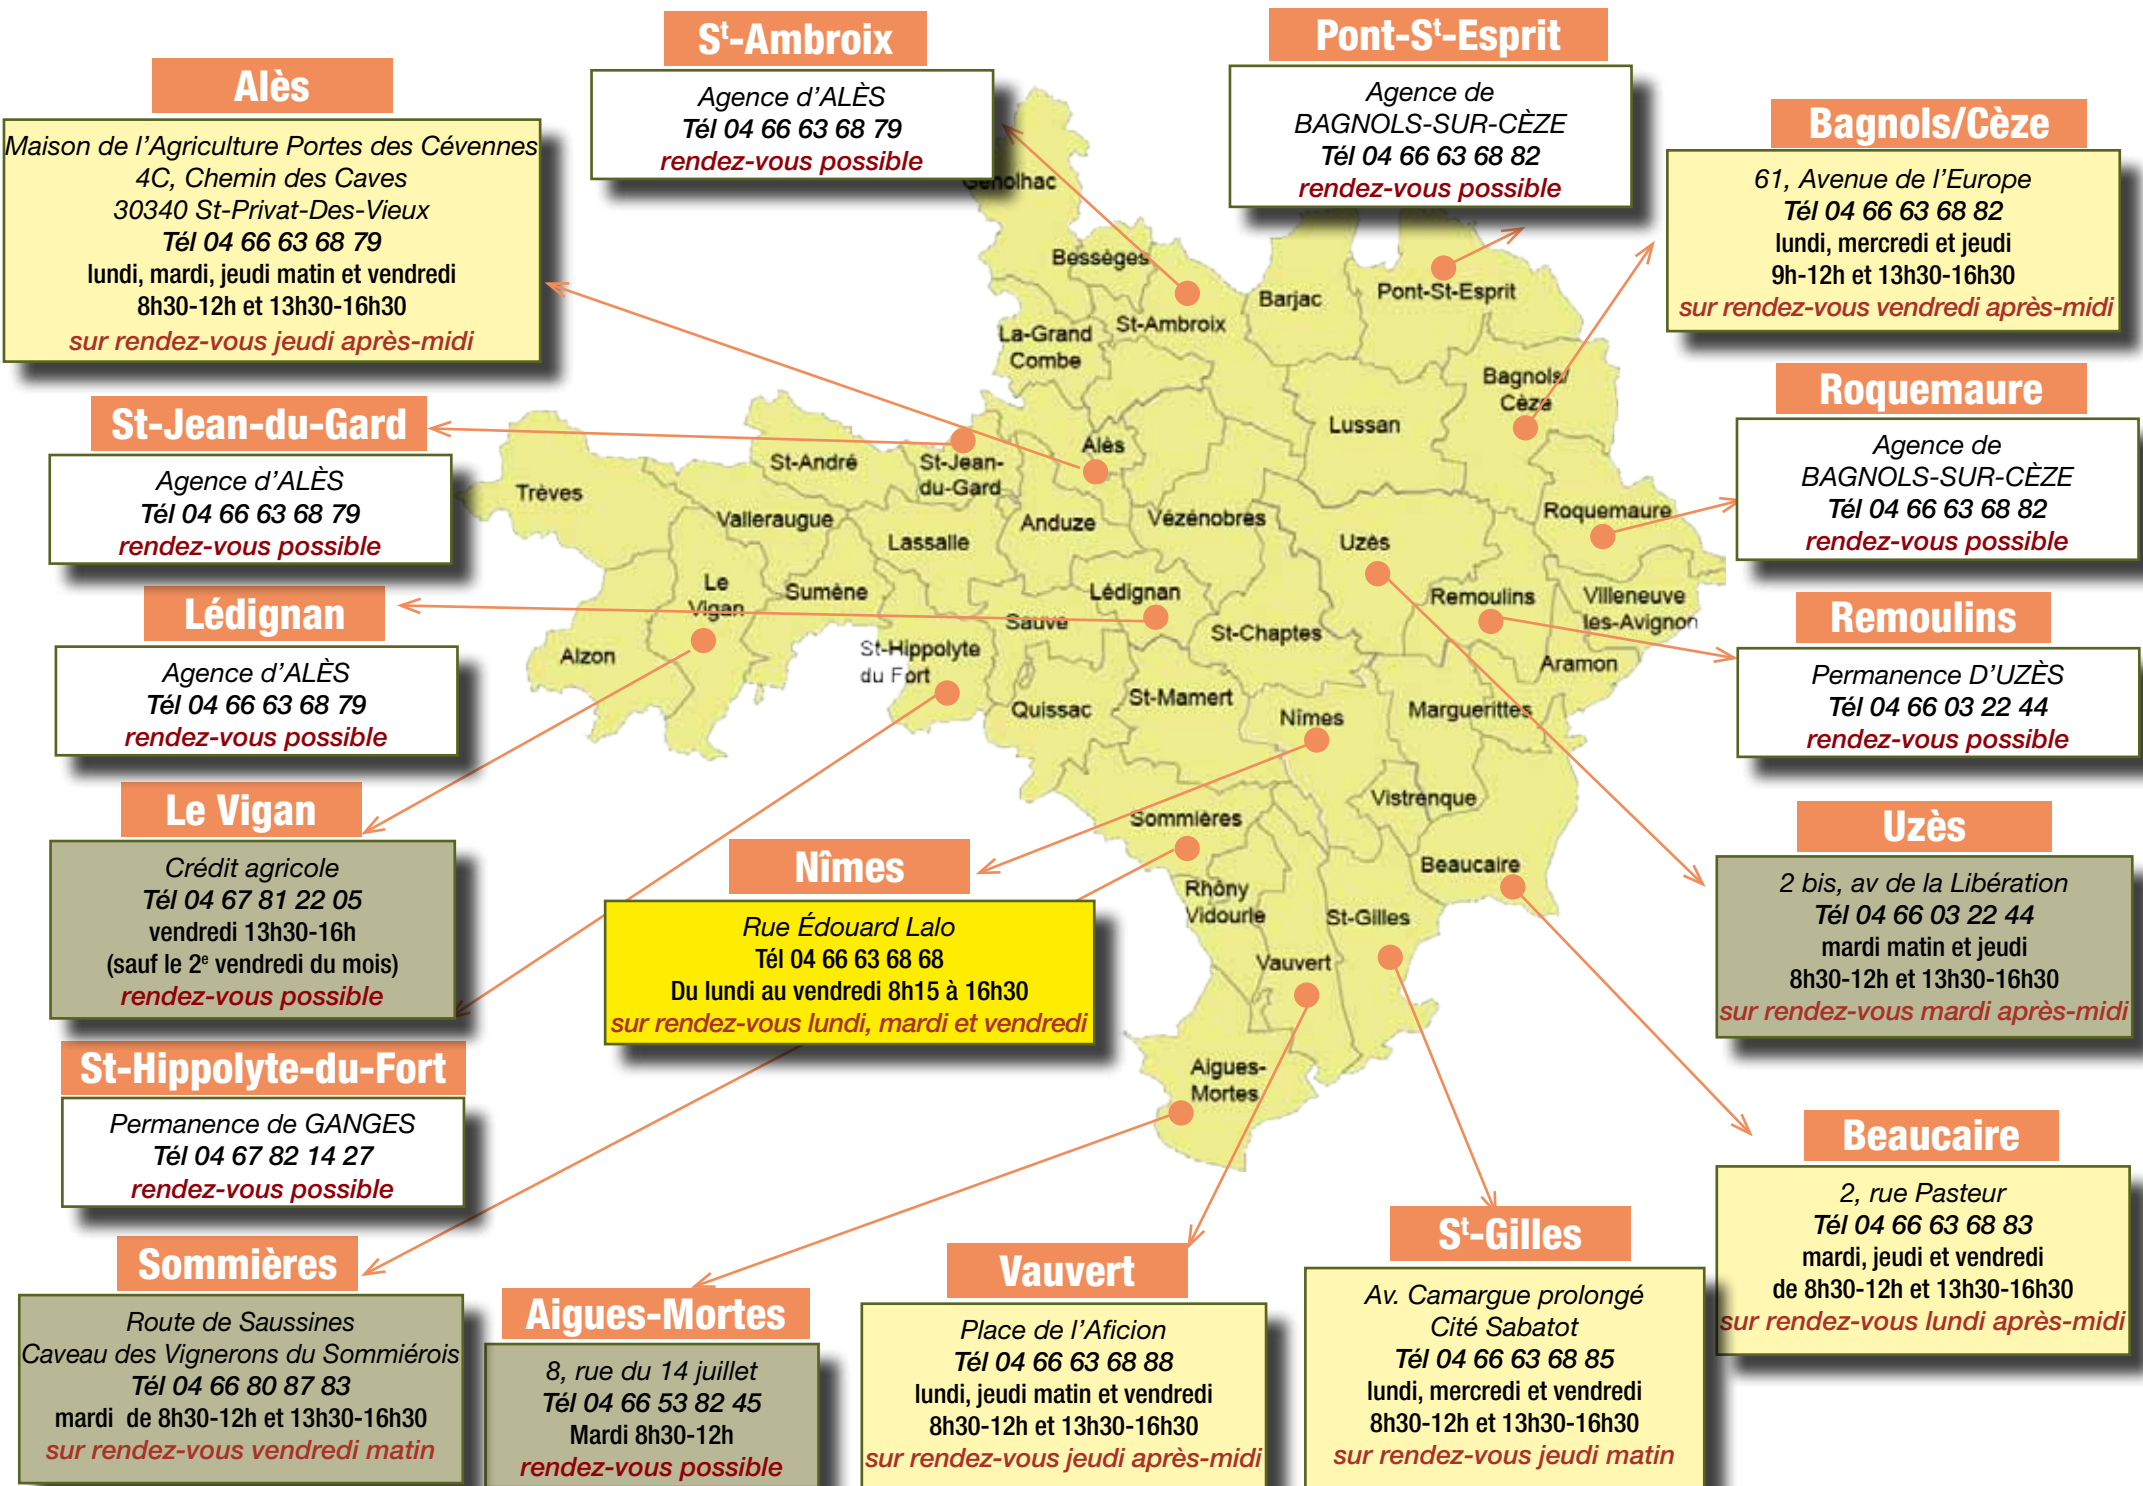 St-Ambroix
Agence d'ALÈS
Tél 04 66 63 68 79
rendez-vous possible
Pont-St-Esprit
Agence de
BAGNOLS-SUR-CÈZE
Tél 04 66 63 68 82
rendez-vous possible
Alès
Maison de l'Agriculture Portes des Cévennes
4C, Chemin des Caves
30340 St-Privat-Des-Vieux
Tél 04 66 63 68 79
lundi, mardi, jeudi matin et vendredi
8h30-12h et 13h30-16h30
sur rendez-vous jeudi après-midi
Bagnols/Cèze
61, Avenue de l'Europe
Tél 04 66 63 68 82
lundi, mercredi et jeudi
9h-12h et 13h30-16h30
sur rendez-vous vendredi après-midi
St-Jean-du-Gard
Agence d'ALÈS
Tél 04 66 63 68 79
rendez-vous possible
Roquemaure
Agence de
BAGNOLS-SUR-CÈZE
Tél 04 66 63 68 82
rendez-vous possible
Lédignan
Agence d'ALÈS
Tél 04 66 63 68 79
rendez-vous possible
Remoulins
Permanence D'UZÈS
Tél 04 66 03 22 44
rendez-vous possible
Le Vigan
Crédit agricole
Tél 04 67 81 22 05
vendredi 13h30-16h
(sauf le 2e vendredi du mois)
rendez-vous possible
Nîmes
Rue Édouard Lalo
Tél 04 66 63 68 68
Du lundi au vendredi 8h15 à 16h30
sur rendez-vous lundi, mardi et vendredi
Uzès
2 bis, av de la Libération
Tél 04 66 03 22 44
mardi matin et jeudi
8h30-12h et 13h30-16h30
sur rendez-vous mardi après-midi
St-Hippolyte-du-Fort
Permanence de GANGES
Tél 04 67 82 14 27
rendez-vous possible
Beaucaire
2, rue Pasteur
Tél 04 66 63 68 83
mardi, jeudi et vendredi
de 8h30-12h et 13h30-16h30
sur rendez-vous lundi après-midi
Sommières
Route de Saussines
Caveau des Vignerons du Sommiérois
Tél 04 66 80 87 83
mardi de 8h30-12h et 13h30-16h30
sur rendez-vous vendredi matin
Aigues-Mortes
8, rue du 14 juillet
Tél 04 66 53 82 45
Mardi 8h30-12h
rendez-vous possible
Vauvert
Place de l'Aficion
Tél 04 66 63 68 88
lundi, jeudi matin et vendredi
8h30-12h et 13h30-16h30
sur rendez-vous jeudi après-midi
St-Gilles
Av. Camargue prolongé
Cité Sabatot
Tél 04 66 63 68 85
lundi, mercredi et vendredi
8h30-12h et 13h30-16h30
sur rendez-vous jeudi matin
Génolhac
Bessèges
St-Ambroix
Barjac
Pont-St-Esprit
La-Grand
Combe
Bagnols/
Cèze
Lussan
Alès
St-André
St-Jean-
du-Gard
Trèves
Valleraugue
Anduze
Vézénobres
Roquemaure
Lassalle
Uzès
Le
Vigan
Sumène
Lédignan
Remoulins
Villeneuve
les-Avignon
Sauve
St-Chaptes
Alzon
St-Hippolyte
du Fort
Aramon
Quissac
St-Mamert
Nîmes
Marguerittes
Vistrenque
Sommières
Beaucaire
Rhôny
Vidourle
St-Gilles
Vauvert
Aigues-
Mortes